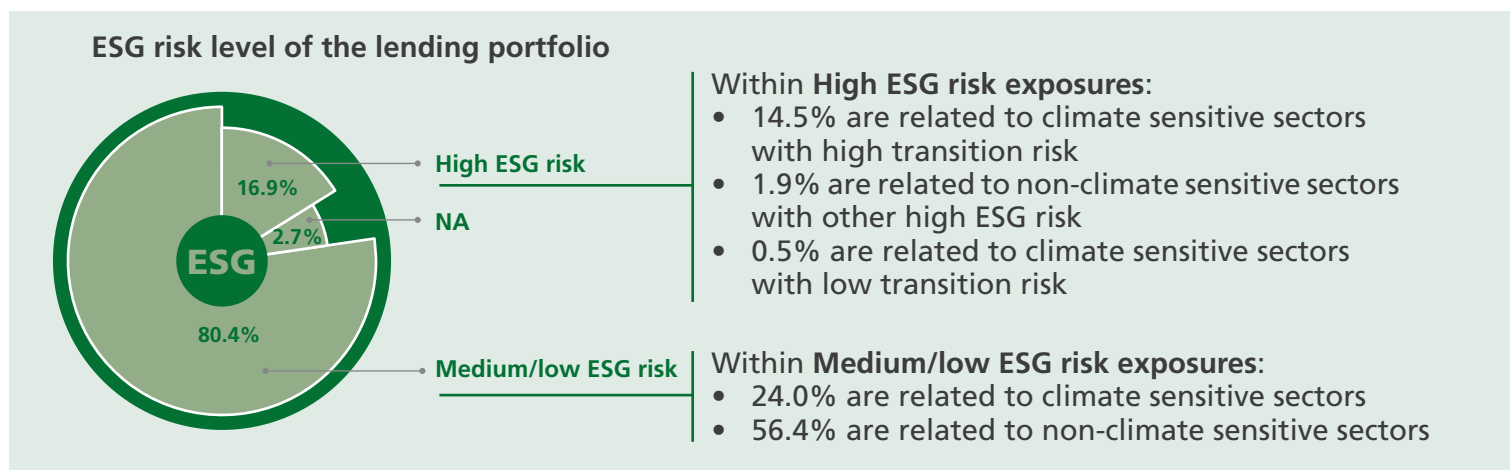 ESG risk level of the lending portfolio
High ESG risk
16.9%
NA
2.7%
ESG
80.4%
Medium/low ESG risk
Within High ESG risk exposures:
• 14.5% are related to climate sensitive sectors
with high transition risk
• 1.9% are related to non-climate sensitive sectors
with other high ESG risk
• 0.5% are related to climate sensitive sectors
with low transition risk
Within Medium/low ESG risk exposures:
• 24.0% are related to climate sensitive sectors
• 56.4% are related to non-climate sensitive sectors